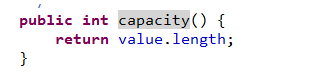 public int capacity() {
    return value.length;
}